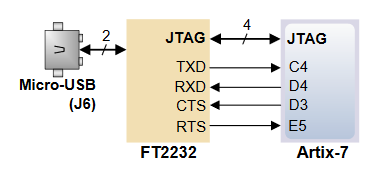 2
4
JTAG
JTAG
TXD
C4
RXD
D4
CTS
D3
RTS
E5
Micro-USB
(J6)
FT2232
Artix-7